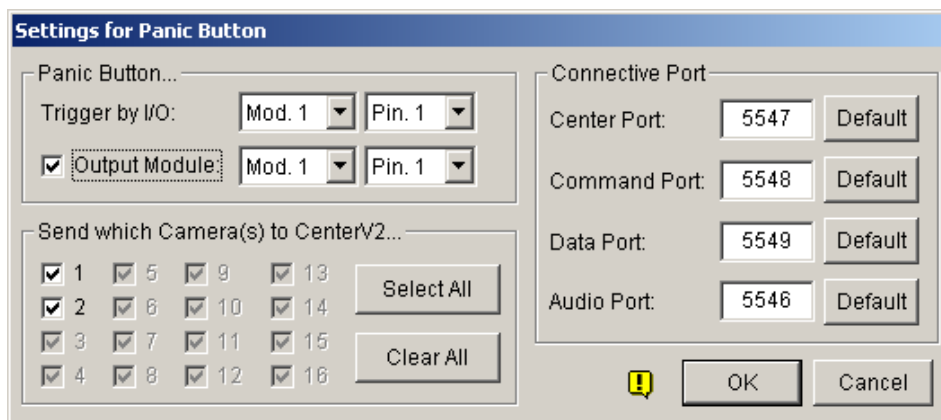 Settings for Panic Button
Panic Button...
Trigger by I/O: Mod. 1 Pin. 1
Output Module: Mod. 1 Pin. 1
Send which Camera(s) to CenterV2...
1 5 9 13
2 6 10 14
3 7 11 15
4 8 12 16
Select All
Clear All
Connective Port
Center Port: 5547 Default
Command Port: 5548 Default
Data Port: 5549 Default
Audio Port: 5546 Default
! OK Cancel